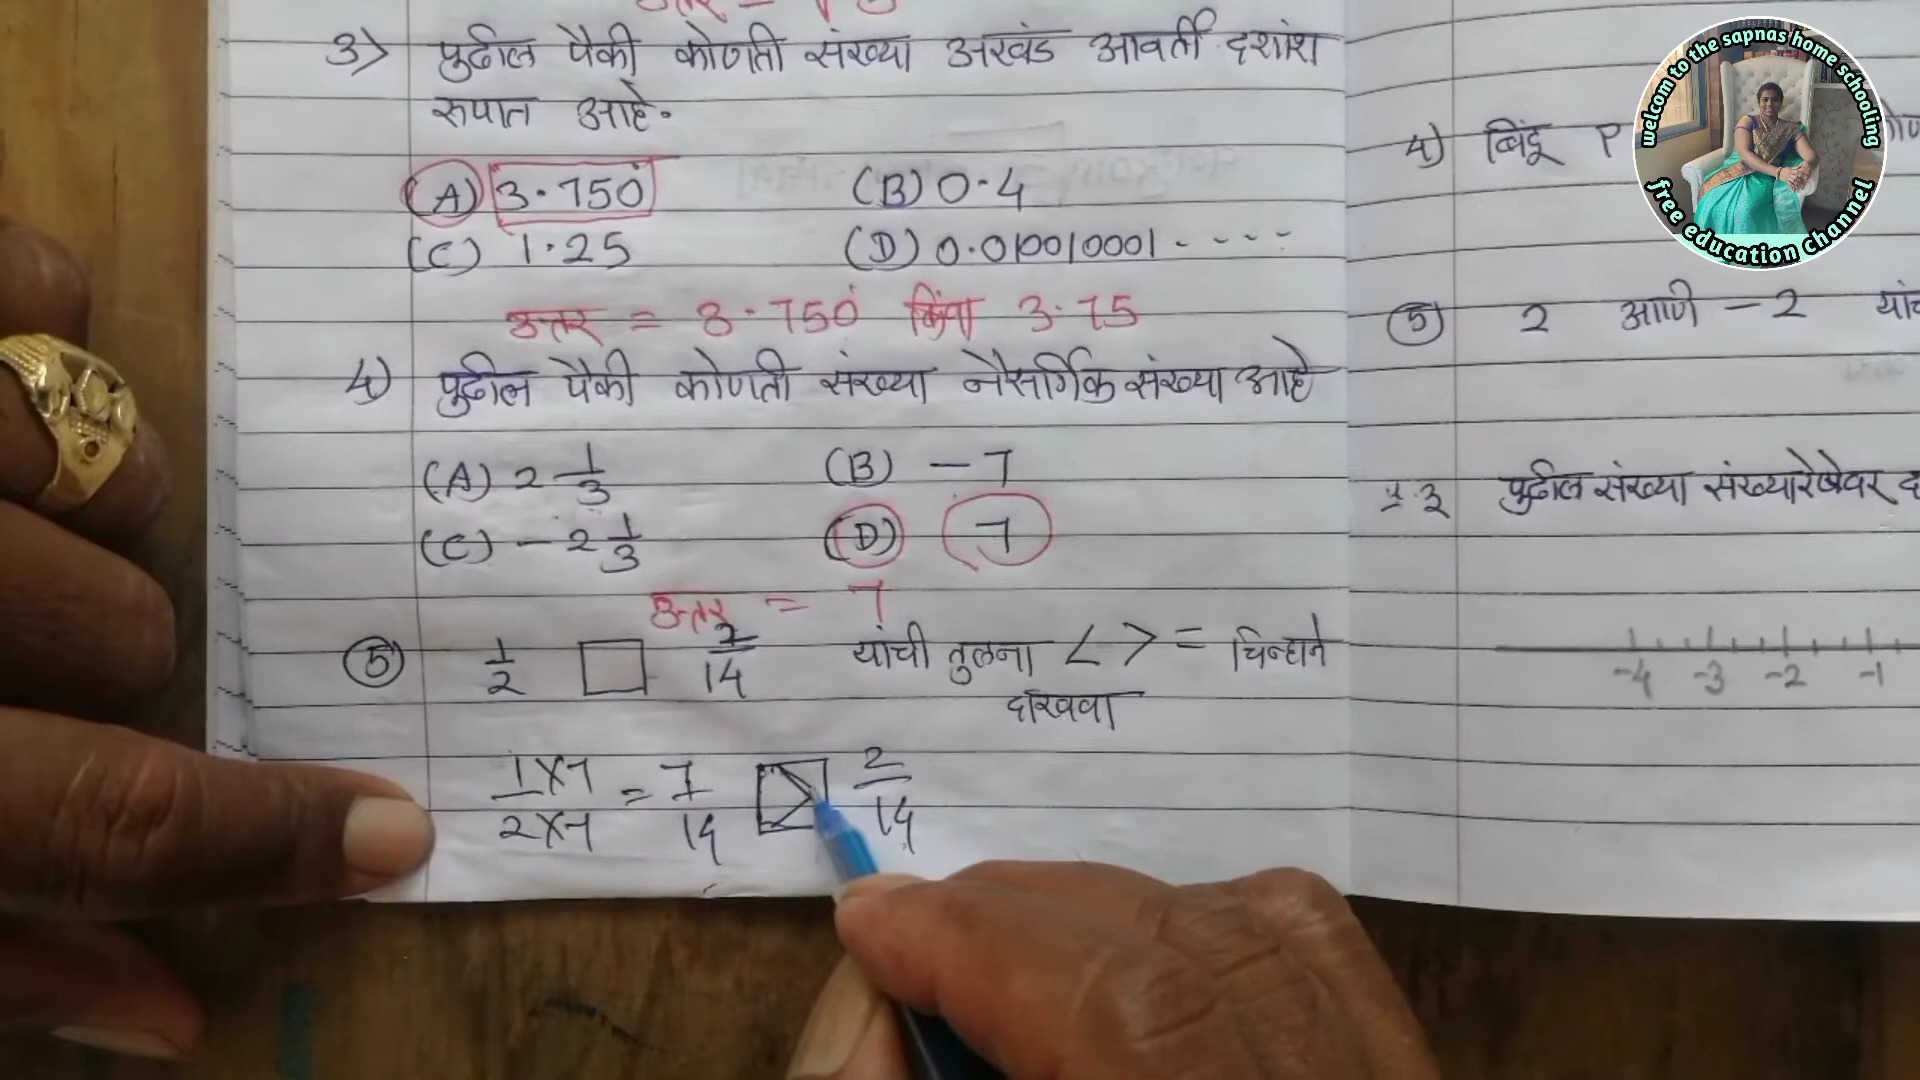 3) पुढील पैकी कोणती संख्या अखंड आवर्ती दशांश
रुपात आहे.
(A) 3.750̇ (B) 0.4
(C) 1.25 (D) 0.010010001....
उत्तर = 3.750̇ किंवा 3.75
4) पुढील पैकी कोणती संख्या नैसर्गिक संख्या आहे
(A) 2 1/3 (B) -7
(C) -2 1/3 (D) 7
उत्तर = 7
5 1/2 □ 2/14 यांची तुलना < > = चिन्हाने
दाखवा
1×7/2×7 = 7/14 > 2/14
4) बिंदू P
5 2 आणि -2
प्र.3 पुढील संख्या संख्यारेषेवर
-4 -3 -2 -1
welcom to the sapnas home schooling
free education channel